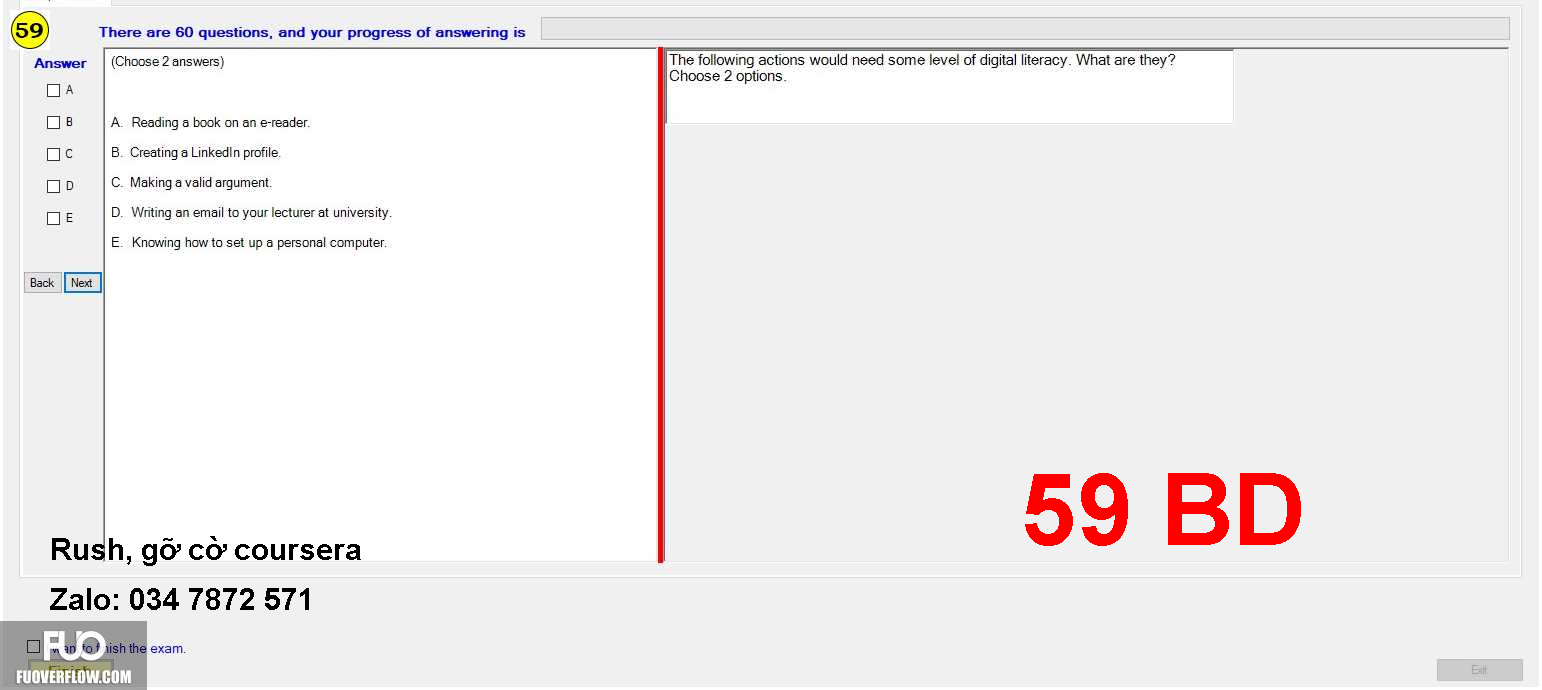 59
There are 60 questions, and your progress of answering is
Answer
A
B
C
D
E
Back Next
(Choose 2 answers)
A. Reading a book on an e-reader.
B. Creating a LinkedIn profile.
C. Making a valid argument.
D. Writing an email to your lecturer at university.
E. Knowing how to set up a personal computer.
The following actions would need some level of digital literacy. What are they?
Choose 2 options.
59 BD
Rush, gỡ cờ coursera
Zalo: 034 7872 571
want to finish the exam.
FUO
Finish
FUOVERFLOW.COM
Exit